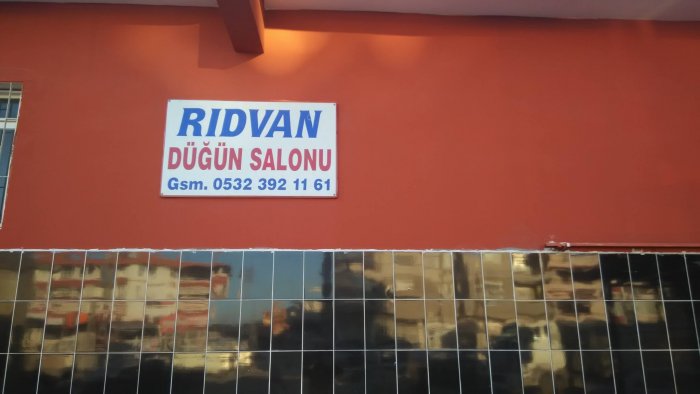 RIDVAN
DÜĞÜN SALONU
Gsm. 0532 392 11 61